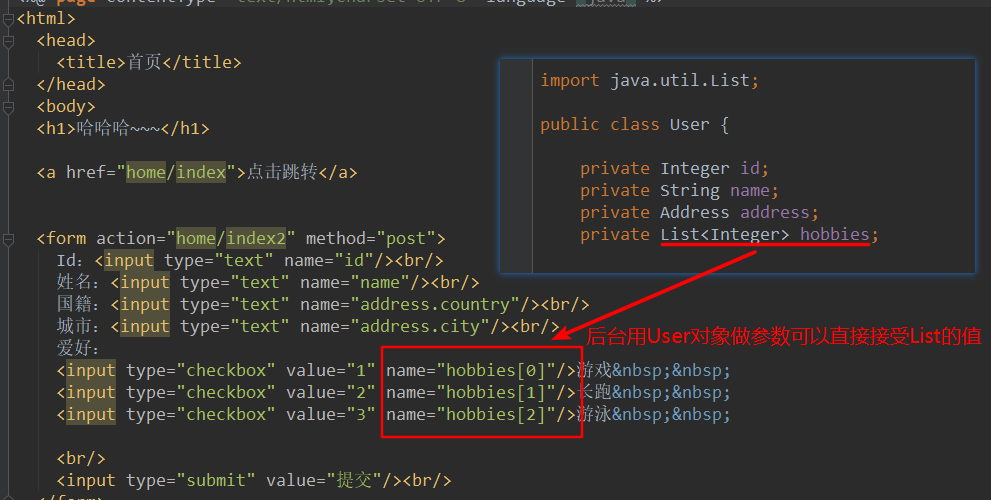 <html>
<head>
<title>首页</title>
</head>
<body>
<h1>哈哈哈~~~</h1>
<a href="home/index">点击跳转</a>
<form action="home/index2" method="post">
Id：<input type="text" name="id"/><br/>
姓名：<input type="text" name="name"/><br/>
国籍：<input type="text" name="address.country"/><br/>
城市：<input type="text" name="address.city"/><br/>
爱好：
<input type="checkbox" value="1" name="hobbies[0]"/>游戏&nbsp;&nbsp;
<input type="checkbox" value="2" name="hobbies[1]"/>长跑&nbsp;&nbsp;
<input type="checkbox" value="3" name="hobbies[2]"/>游泳&nbsp;&nbsp;
<br/>
<input type="submit" value="提交"/><br/>
import java.util.List;
public class User {
private Integer id;
private String name;
private Address address;
private List<Integer> hobbies;
后台用User对象做参数可以直接接受List的值